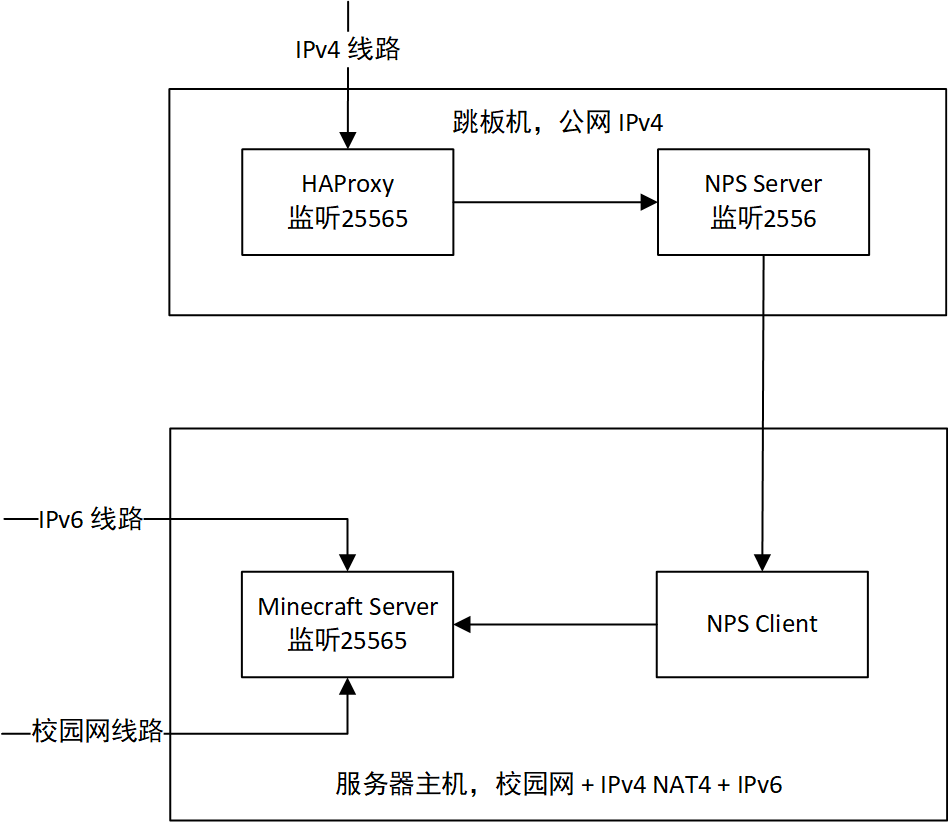 IPv4 线路
跳板机，公网 IPv4
HAProxy
监听25565
NPS Server
监听2556
IPv6 线路
Minecraft Server
监听25565
NPS Client
校园网线路
服务器主机，校园网 + IPv4 NAT4 + IPv6